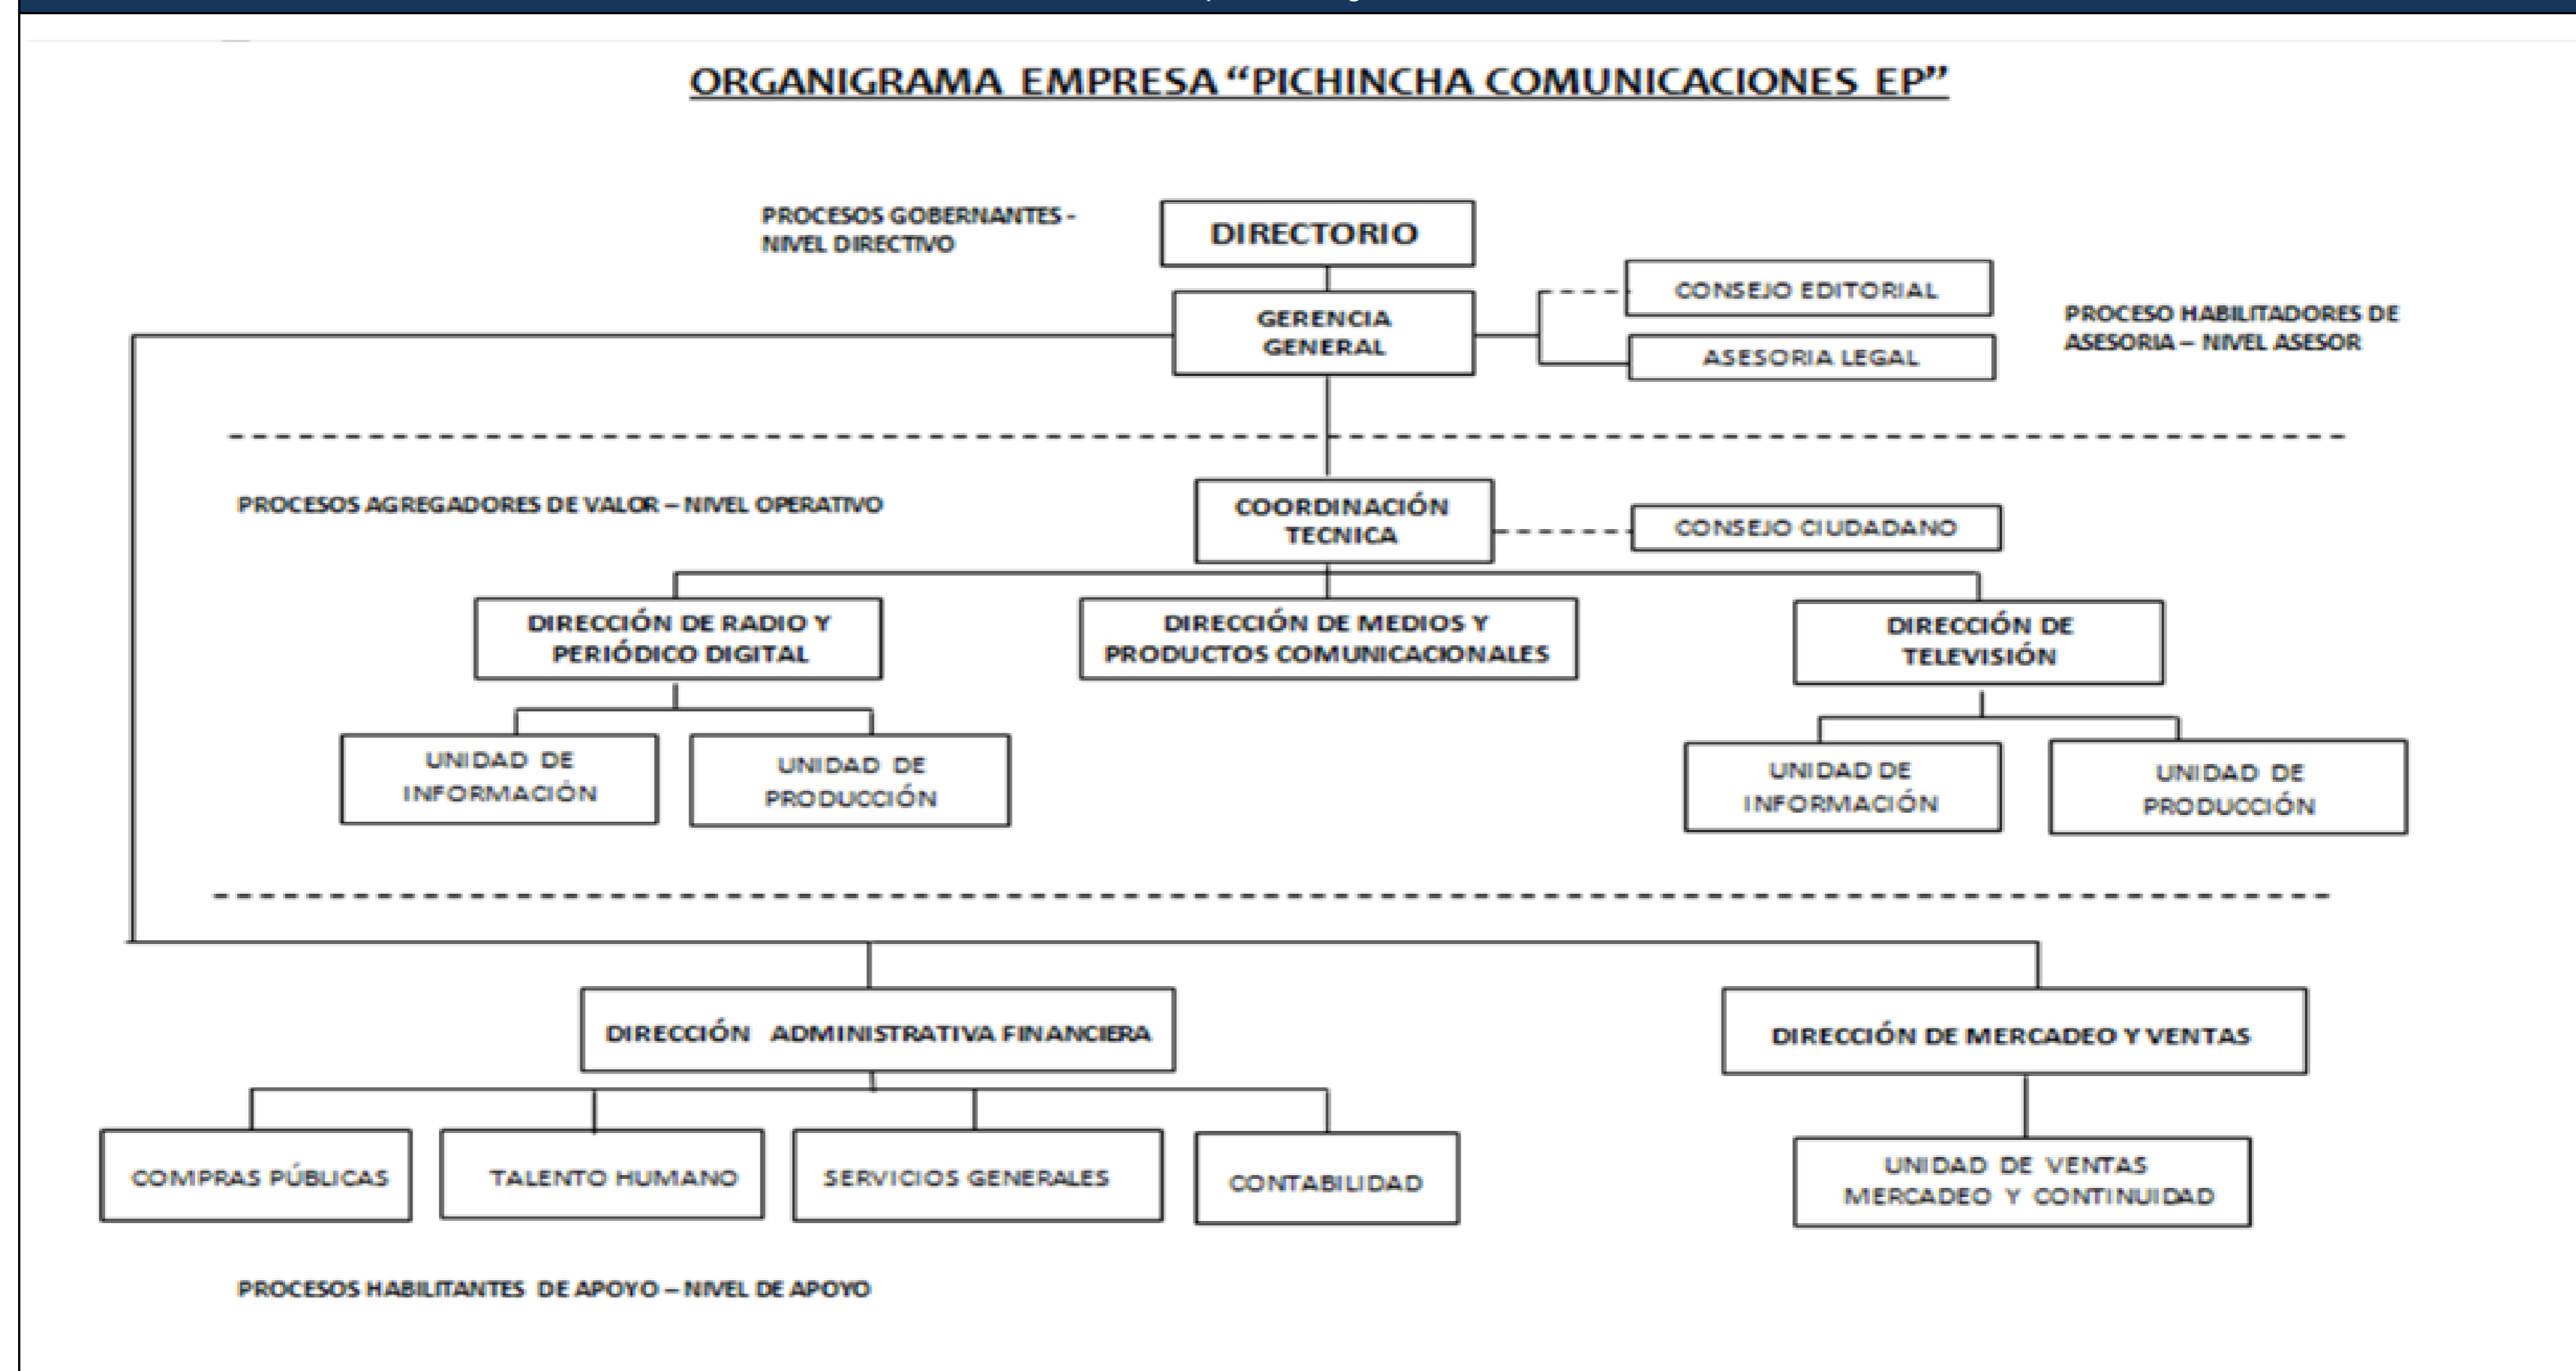 ORGANIGRAMA EMPRESA “PICHINCHA COMUNICACIONES EP”
PROCESOS GOBERNANTES -
NIVEL DIRECTIVO
DIRECTORIO
GERENCIA
GENERAL
CONSEJO EDITORIAL
ASESORIA LEGAL
PROCESO HABILITADORES DE
ASESORIA – NIVEL ASESOR
PROCESOS AGREGADORES DE VALOR – NIVEL OPERATIVO
COORDINACIÓN
TECNICA
CONSEJO CIUDADANO
DIRECCIÓN DE RADIO Y
PERIÓDICO DIGITAL
DIRECCIÓN DE MEDIOS Y
PRODUCTOS COMUNICACIONALES
DIRECCIÓN DE
TELEVISIÓN
UNIDAD DE
INFORMACIÓN
UNIDAD DE
PRODUCCIÓN
UNIDAD DE
INFORMACIÓN
UNIDAD DE
PRODUCCIÓN
DIRECCIÓN ADMINISTRATIVA FINANCIERA
DIRECCIÓN DE MERCADEO Y VENTAS
COMPRAS PÚBLICAS
TALENTO HUMANO
SERVICIOS GENERALES
CONTABILIDAD
UNIDAD DE VENTAS
MERCADEO Y CONTINUIDAD
PROCESOS HABILITANTES DE APOYO – NIVEL DE APOYO